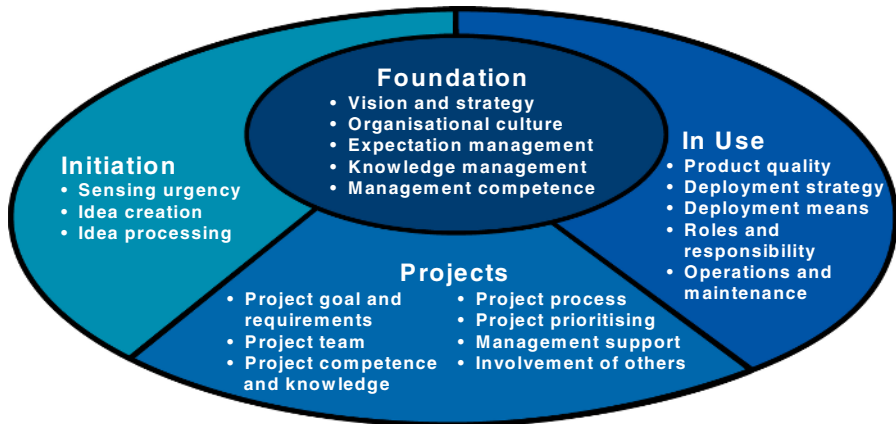 Foundation
• Vision and strategy
• Organisational culture
• Expectation management
• Knowledge management
• Management competence
Initiation
• Sensing urgency
• Idea creation
• Idea processing
In Use
• Product quality
• Deployment strategy
• Deployment means
• Roles and
responsibility
• Operations and
maintenance
Projects
• Project goal and
requirements
• Project team
• Project competence
and knowledge
• Project process
• Project prioritising
• Management support
• Involvement of others